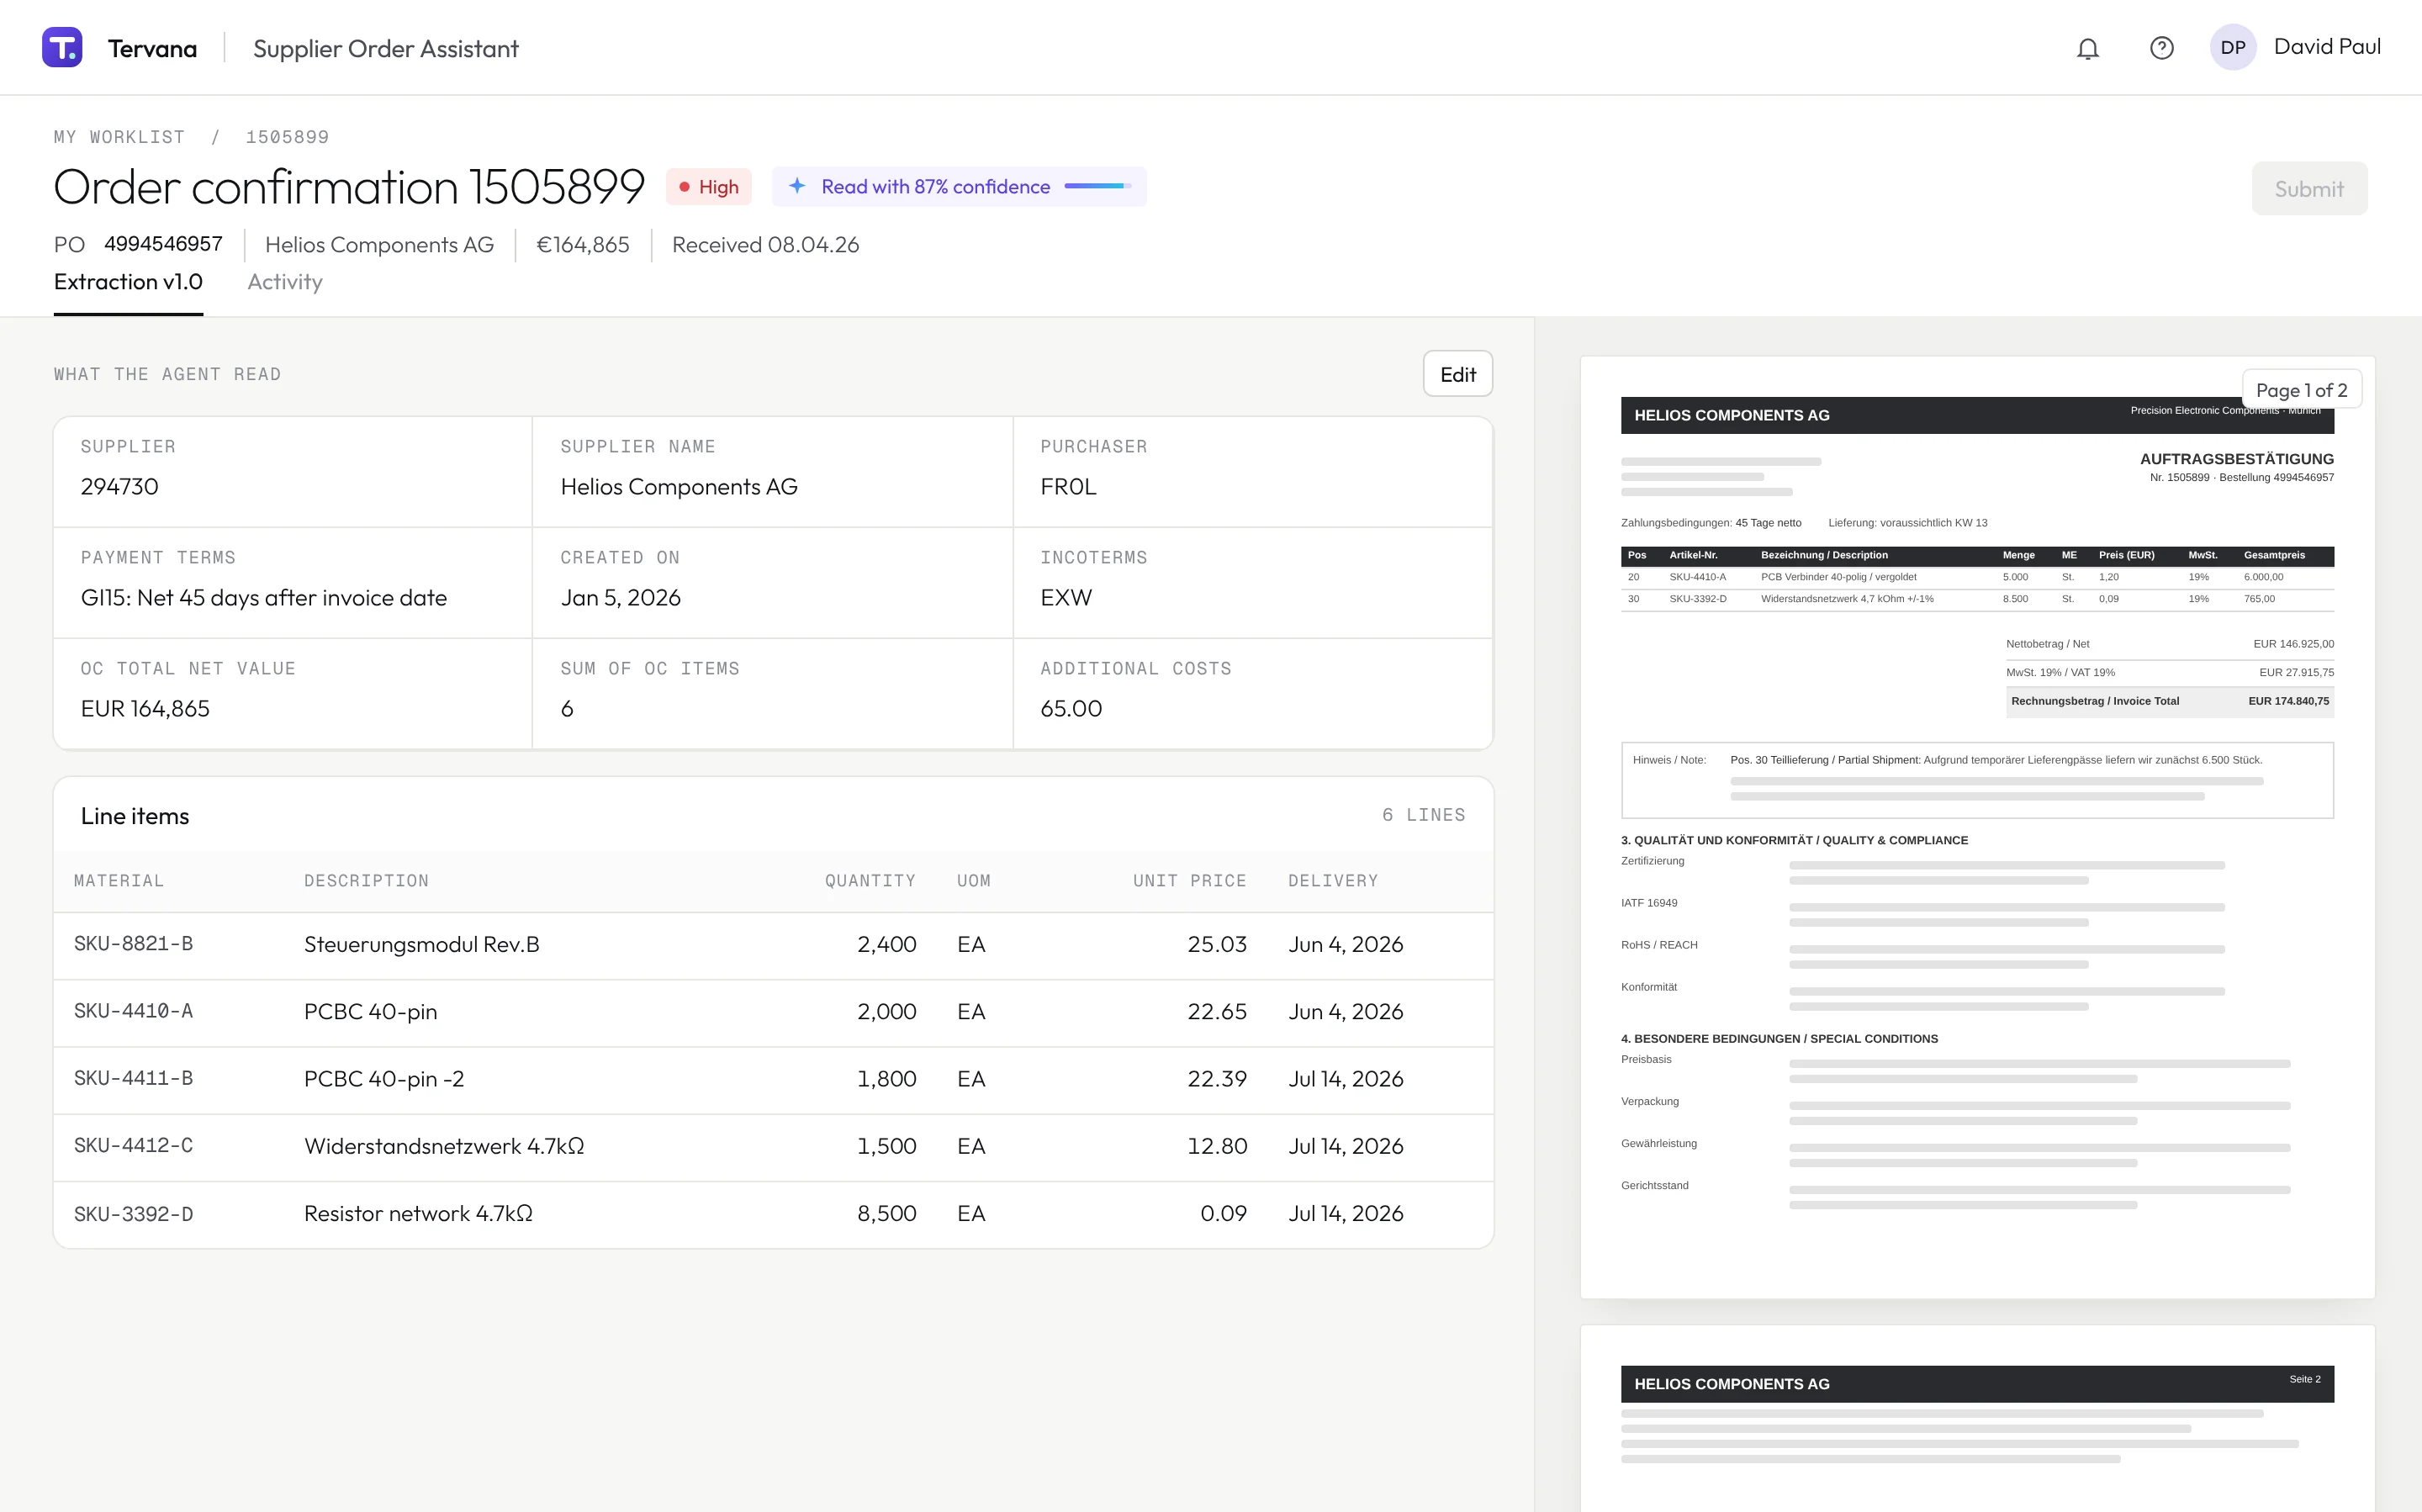 T.
Tervana
Supplier Order Assistant
DP
David Paul
MY WORKLIST / 1505899
Order confirmation 1505899
High
Read with 87% confidence
Submit
PO 4994546957
Helios Components AG
€164,865
Received 08.04.26
Extraction v1.0
Activity
WHAT THE AGENT READ
Edit
SUPPLIER
294730
SUPPLIER NAME
Helios Components AG
PURCHASER
FR0L
PAYMENT TERMS
GI15: Net 45 days after invoice date
CREATED ON
Jan 5, 2026
INCOTERMS
EXW
OC TOTAL NET VALUE
EUR 164,865
SUM OF OC ITEMS
6
ADDITIONAL COSTS
65.00
Line items
6 LINES
MATERIAL DESCRIPTION QUANTITY UOM UNIT PRICE DELIVERY
SKU-8821-B Steuerungsmodul Rev.B 2,400 EA 25.03 Jun 4, 2026
SKU-4410-A PCBC 40-pin 2,000 EA 22.65 Jun 4, 2026
SKU-4411-B PCBC 40-pin -2 1,800 EA 22.39 Jul 14, 2026
SKU-4412-C Widerstandsnetzwerk 4.7kΩ 1,500 EA 12.80 Jul 14, 2026
SKU-3392-D Resistor network 4.7kΩ 8,500 EA 0.09 Jul 14, 2026
Page 1 of 2
HELIOS COMPONENTS AG
Precision Electronic Components · Munich
AUFTRAGSBESTÄTIGUNG
Nr. 1505899 · Bestellung 4994546957
Zahlungsbedingungen: 45 Tage netto Lieferung: voraussichtlich KW 13
Pos Artikel-Nr. Bezeichnung / Description Menge ME Preis (EUR) MwSt. Gesamtpreis
20 SKU-4410-A PCB Verbinder 40-polig / vergoldet 5.000 St. 1,20 19% 6.000,00
30 SKU-3392-D Widerstandsnetzwerk 4,7 kOhm +/-1% 8.500 St. 0,09 19% 765,00
Nettobetrag / Net EUR 146.925,00
MwSt. 19% / VAT 19% EUR 27.915,75
Rechnungsbetrag / Invoice Total EUR 174.840,75
Hinweis / Note: Pos. 30 Teillieferung / Partial Shipment: Aufgrund temporärer Lieferengpässe liefern wir zunächst 6.500 Stück.
3. QUALITÄT UND KONFORMITÄT / QUALITY & COMPLIANCE
Zertifizierung
IATF 16949
RoHS / REACH
Konformität
4. BESONDERE BEDINGUNGEN / SPECIAL CONDITIONS
Preisbasis
Verpackung
Gewährleistung
Gerichtsstand
HELIOS COMPONENTS AG
Seite 2